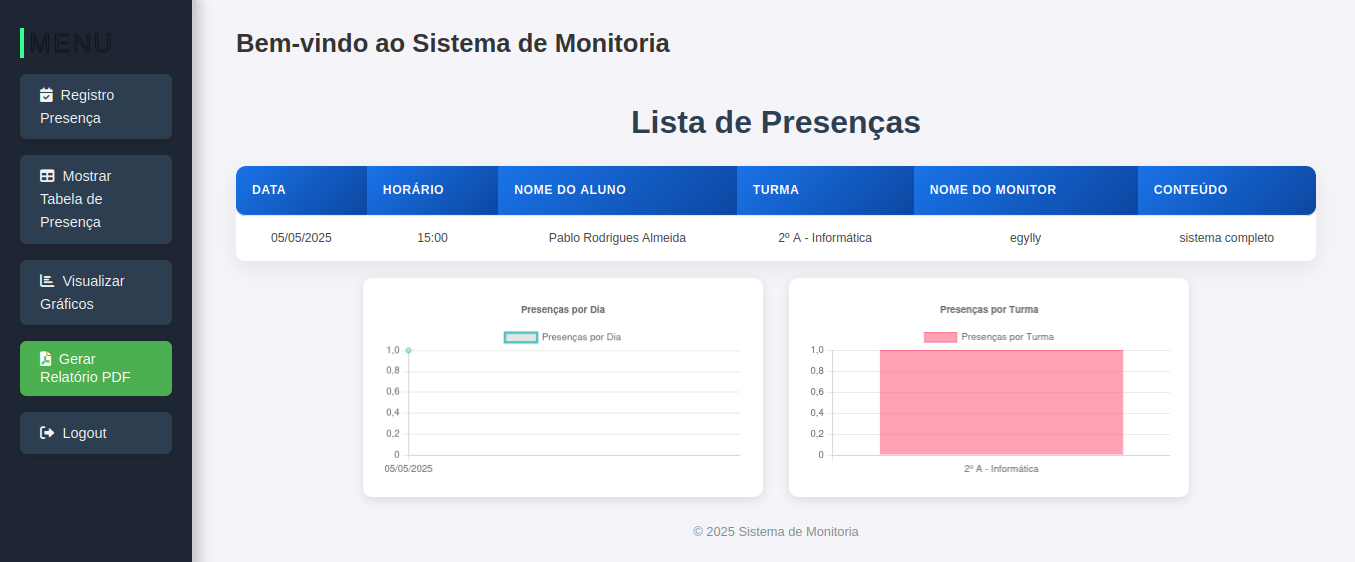 MENU
Registro
Presença
Mostrar
Tabela de
Presença
Visualizar
Gráficos
Gerar
Relatório PDF
Logout
Bem-vindo ao Sistema de Monitoria
Lista de Presenças
DATA HORÁRIO NOME DO ALUNO TURMA NOME DO MONITOR CONTEÚDO
05/05/2025 15:00 Pablo Rodrigues Almeida 2º A - Informática egylly sistema completo
Presenças por Dia
Presenças por Dia
1,0
0,8
0,6
0,4
0,2
0
05/05/2025
Presenças por Turma
Presenças por Turma
1,0
0,8
0,6
0,4
0,2
0
2º A - Informática
© 2025 Sistema de Monitoria